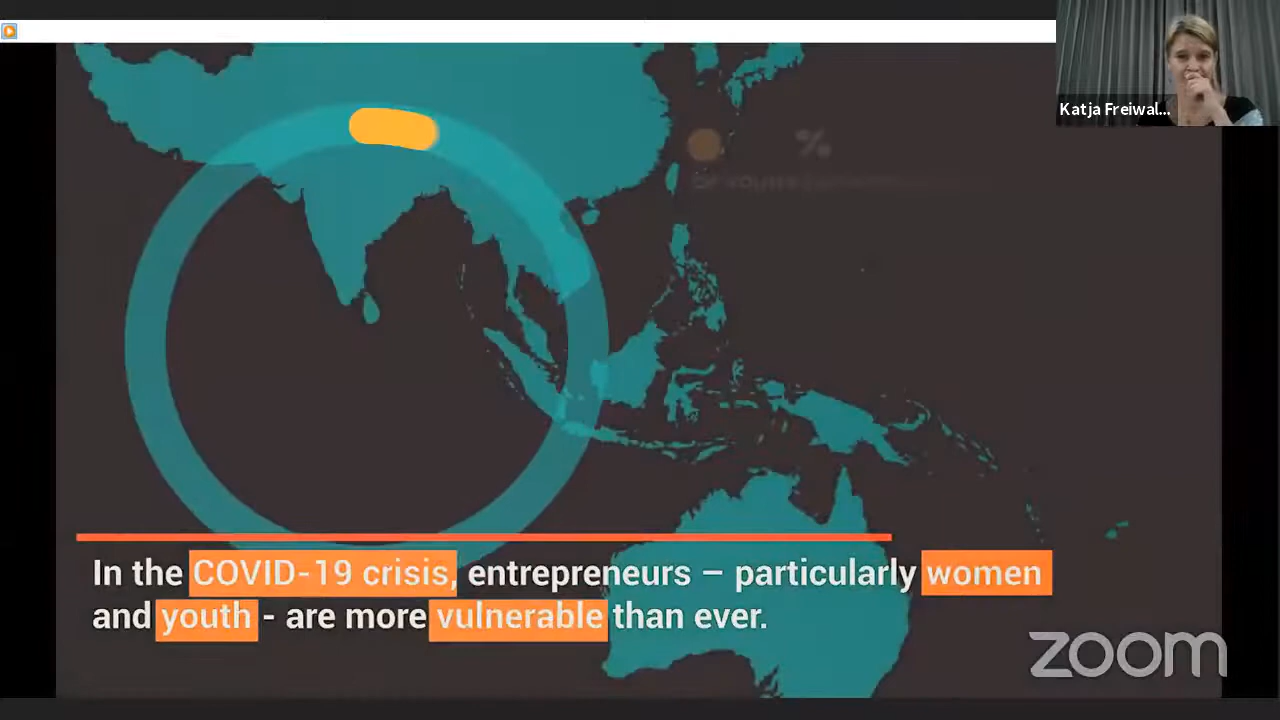 Katja Freiwal...
%
In the COVID-19 crisis, entrepreneurs – particularly women
and youth - are more vulnerable than ever.
zoom